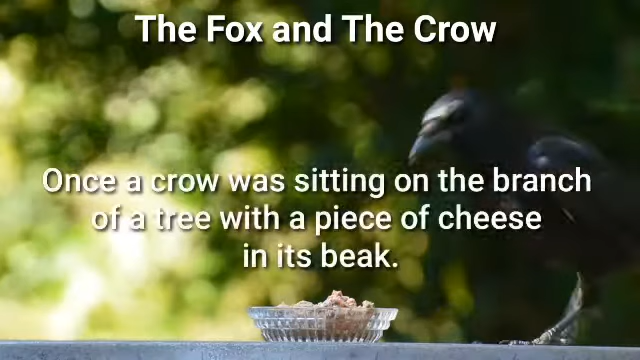 The Fox and The Crow
Once a crow was sitting on the branch
of a tree with a piece of cheese
in its beak.